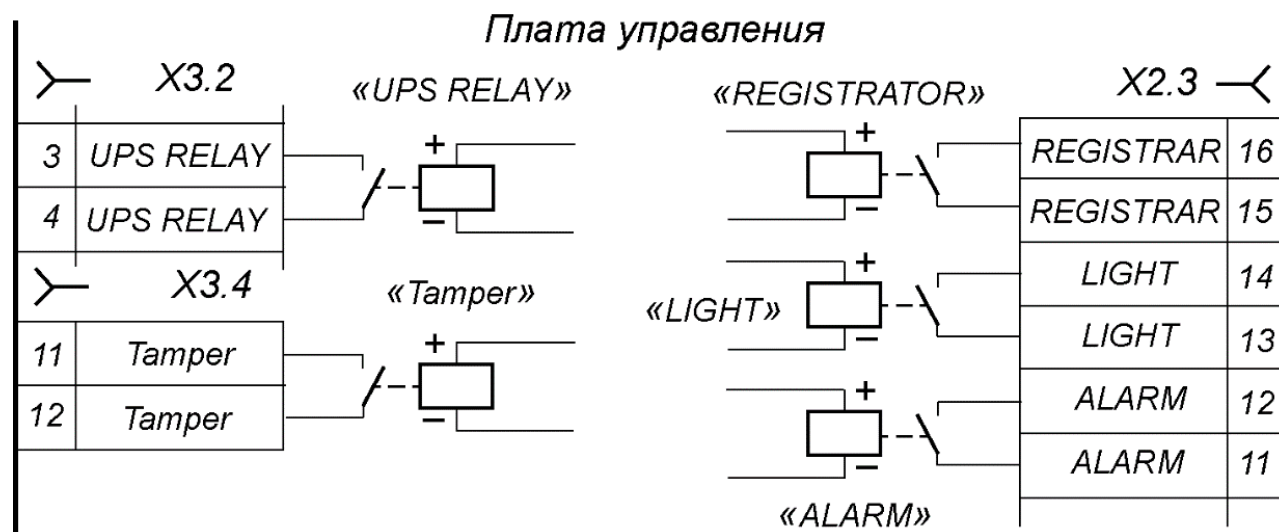 Плата управления
X3.2
«UPS RELAY»
3 UPS RELAY
4 UPS RELAY
X3.4
«Tamper»
11 Tamper
12 Tamper
«REGISTRATOR»
X2.3
REGISTRAR 16
REGISTRAR 15
«LIGHT»
LIGHT 14
LIGHT 13
ALARM 12
ALARM 11
«ALARM»
+
−
+
−
+
−
+
−
+
−